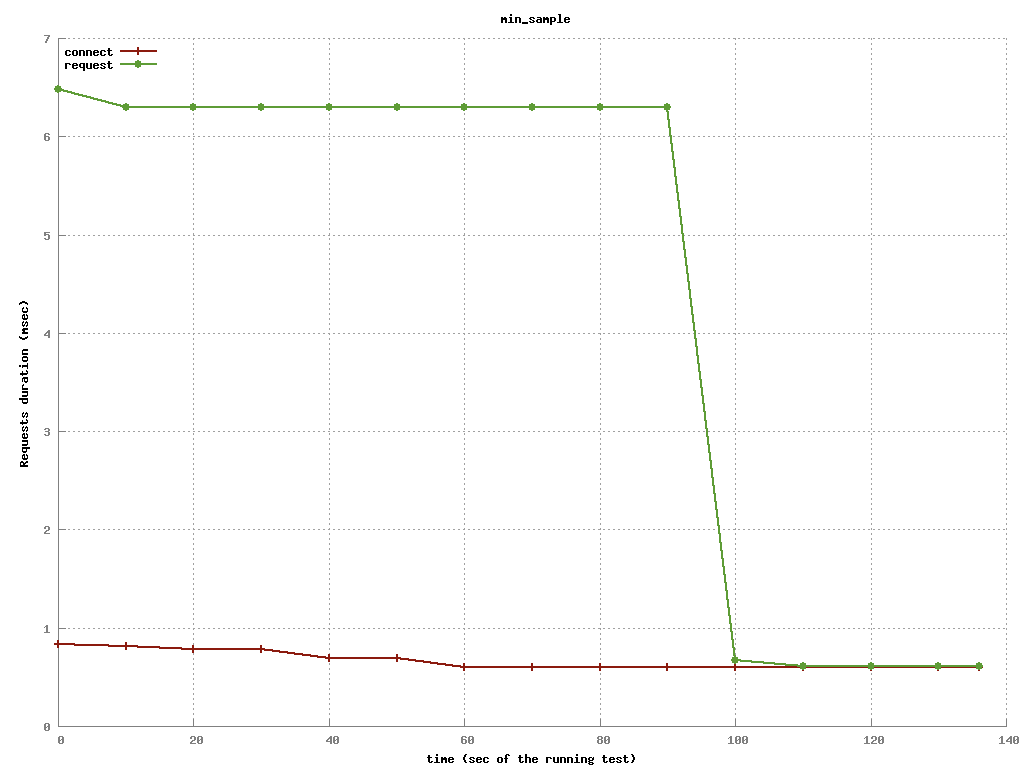 min_sample
connect
request
7
6
5
4
3
2
1
0
0 20 40 60 80 100 120 140
Requests duration (msec)
time (sec of the running test)